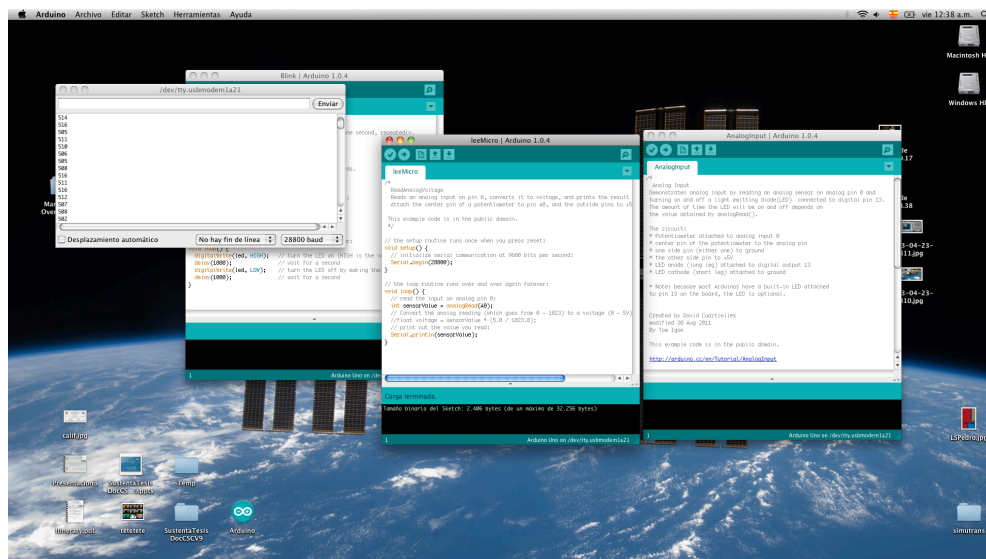 Arduino Archivo Editar Sketch Herramientas Ayuda
vie 12:38 a.m.
Macintosh H
Windows HD
Blink | Arduino 1.0.4
/dev/tty.usbmodem1a21
Enviar
514
516
505
511
510
506
505
508
516
511
516
512
507
508
502
Desplazamiento automático
No hay fin de línea
28800 baud
one second, repeatedly.
digitalWrite(led, HIGH); // turn the LED on (HIGH is the v
delay(1000); // wait for a second
digitalWrite(led, LOW); // turn the LED off by making the
delay(1000); // wait for a second
}
1
Arduino Uno on /de
leeMicro | Arduino 1.0.4
leeMicro
/*
ReadAnalogVoltage
Reads an analog input on pin 0, converts it to voltage, and prints the result
Attach the center pin of a potentiometer to pin A0, and the outside pins to +5
This example code is in the public domain.
*/
// the setup routine runs once when you press reset:
void setup() {
// initialize serial communication at 9600 bits per second:
Serial.begin(28800);
}
// the loop routine runs over and over again forever:
void loop() {
// read the input on analog pin 0:
int sensorValue = analogRead(A0);
// Convert the analog reading (which goes from 0 - 1023) to a voltage (0 - 5V)
//float voltage = sensorValue * (5.0 / 1023.0);
// print out the value you read:
Serial.println(sensorValue);
}
Carga terminada.
Tamaño binario del Sketch: 2.406 bytes (de un máximo de 32.256 bytes)
1
Arduino Uno on /dev/tty.usbmodem1a21
AnalogInput | Arduino 1.0.4
AnalogInput
/*
Analog Input
Demonstrates analog input by reading an analog sensor on analog pin 0 and
turning on and off a light emitting diode(LED) connected to digital pin 13.
The amount of time the LED will be on and off depends on
the value obtained by analogRead().
The circuit:
* Potentiometer attached to analog input 0
* center pin of the potentiometer to the analog pin
* one side pin (either one) to ground
* the other side pin to +5V
* LED anode (long leg) attached to digital output 13
* LED cathode (short leg) attached to ground
* Note: because most Arduinos have a built-in LED attached
to pin 13 on the board, the LED is optional.
Created by David Cuartielles
modified 30 Aug 2011
By Tom Igoe
This example code is in the public domain.
http://arduino.cc/en/Tutorial/AnalogInput
1
Arduino Uno on /dev/tty.usbmodem1a21
calif.jpg
SustentaTesis
DocCS
Temp
Itinerary.pdf
tetetete
SustentaTesis
DocCSCV9
Arduino
LSPedro.jpg
simutrans